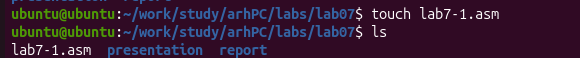 ubuntu@ubuntu:~/work/study/arhPC/labs/lab07$ touch lab7-1.asm
ubuntu@ubuntu:~/work/study/arhPC/labs/lab07$ ls
lab7-1.asm  presentation  report